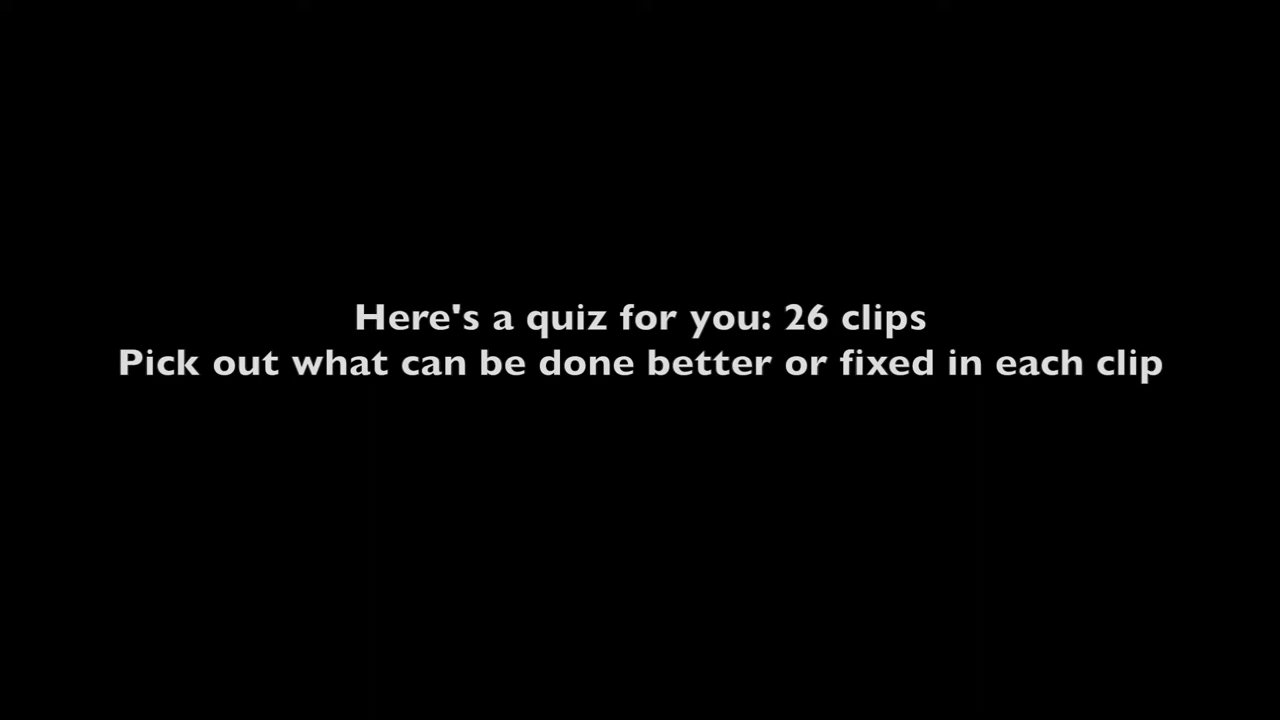 Here's a quiz for you: 26 clips
Pick out what can be done better or fixed in each clip